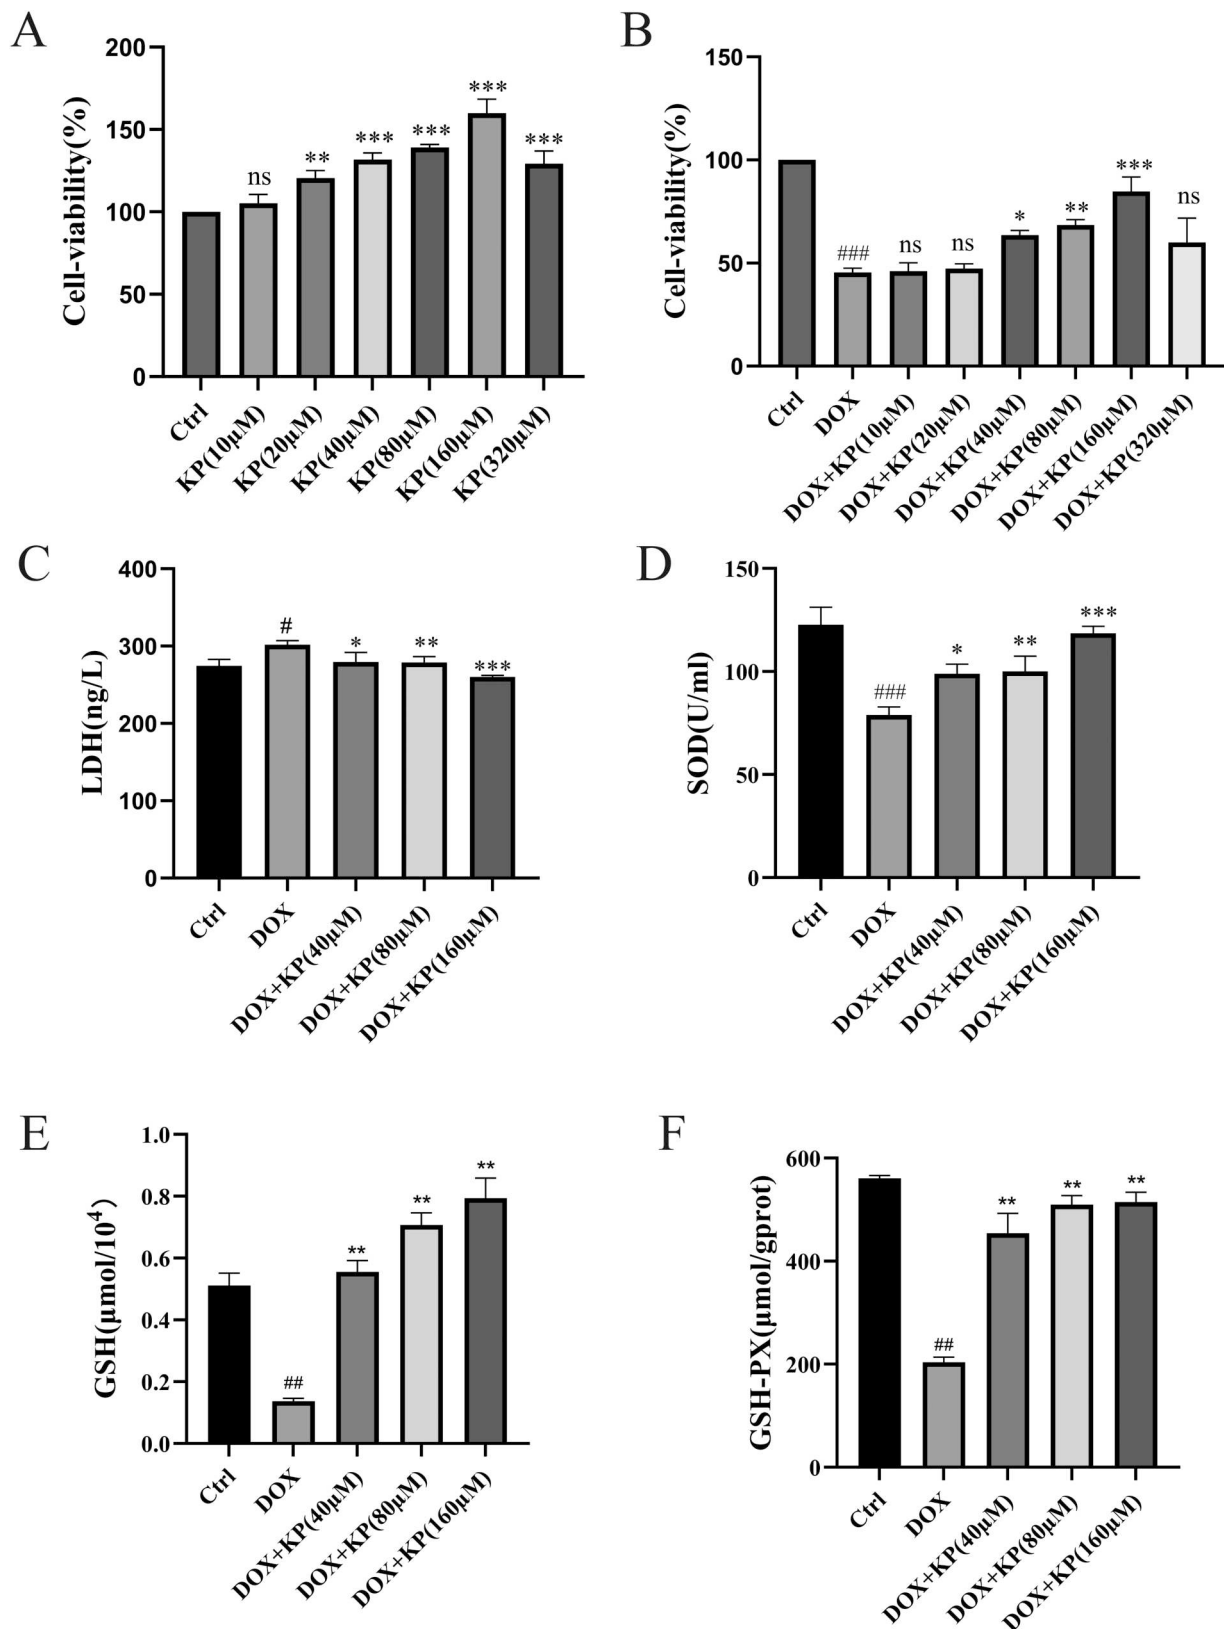 A
Cell-viability(%)
200
150
100
50
0
ns
**
***
***
***
***
Ctrl
KP(10μM)
KP(20μM)
KP(40μM)
KP(80μM)
KP(160μM)
KP(320μM)
B
Cell-viability(%)
150
100
50
0
###
ns
ns
*
**
***
ns
Ctrl
DOX
DOX+KP(10μM)
DOX+KP(20μM)
DOX+KP(40μM)
DOX+KP(80μM)
DOX+KP(160μM)
DOX+KP(320μM)
C
LDH(ng/L)
400
300
200
100
0
#
*
**
***
Ctrl
DOX
DOX+KP(40μM)
DOX+KP(80μM)
DOX+KP(160μM)
D
SOD(U/ml)
150
100
50
0
###
*
**
***
Ctrl
DOX
DOX+KP(40μM)
DOX+KP(80μM)
DOX+KP(160μM)
E
GSH(μmol/10⁴)
1.0
0.8
0.6
0.4
0.2
0.0
##
**
**
**
Ctrl
DOX
DOX+KP(40μM)
DOX+KP(80μM)
DOX+KP(160μM)
F
GSH-PX(μmol/gprot)
600
400
200
0
##
**
**
**
Ctrl
DOX
DOX+KP(40μM)
DOX+KP(80μM)
DOX+KP(160μM)